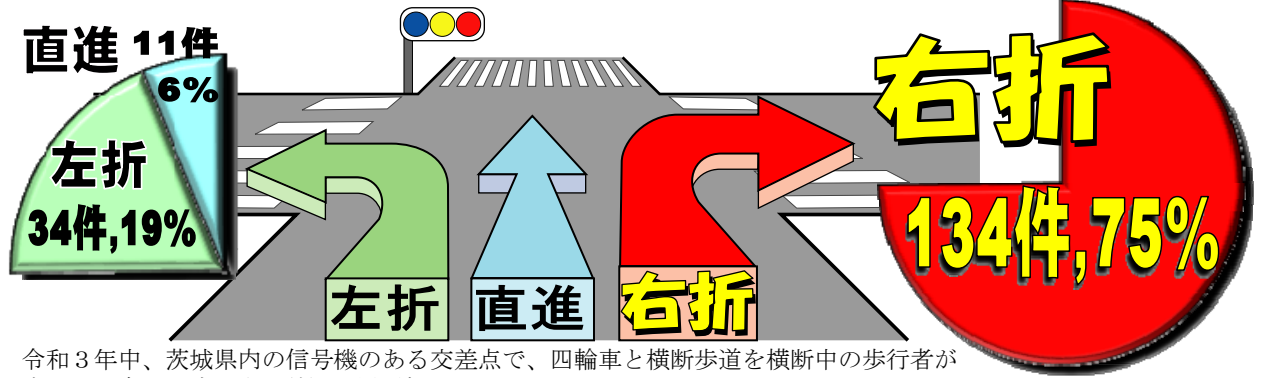 直進 11件
6%
左折
34件,19%
左折
直進
右折
右折
134件,75%
令和３年中、茨城県内の信号機のある交差点で、四輪車と横断歩道を横断中の歩行者が